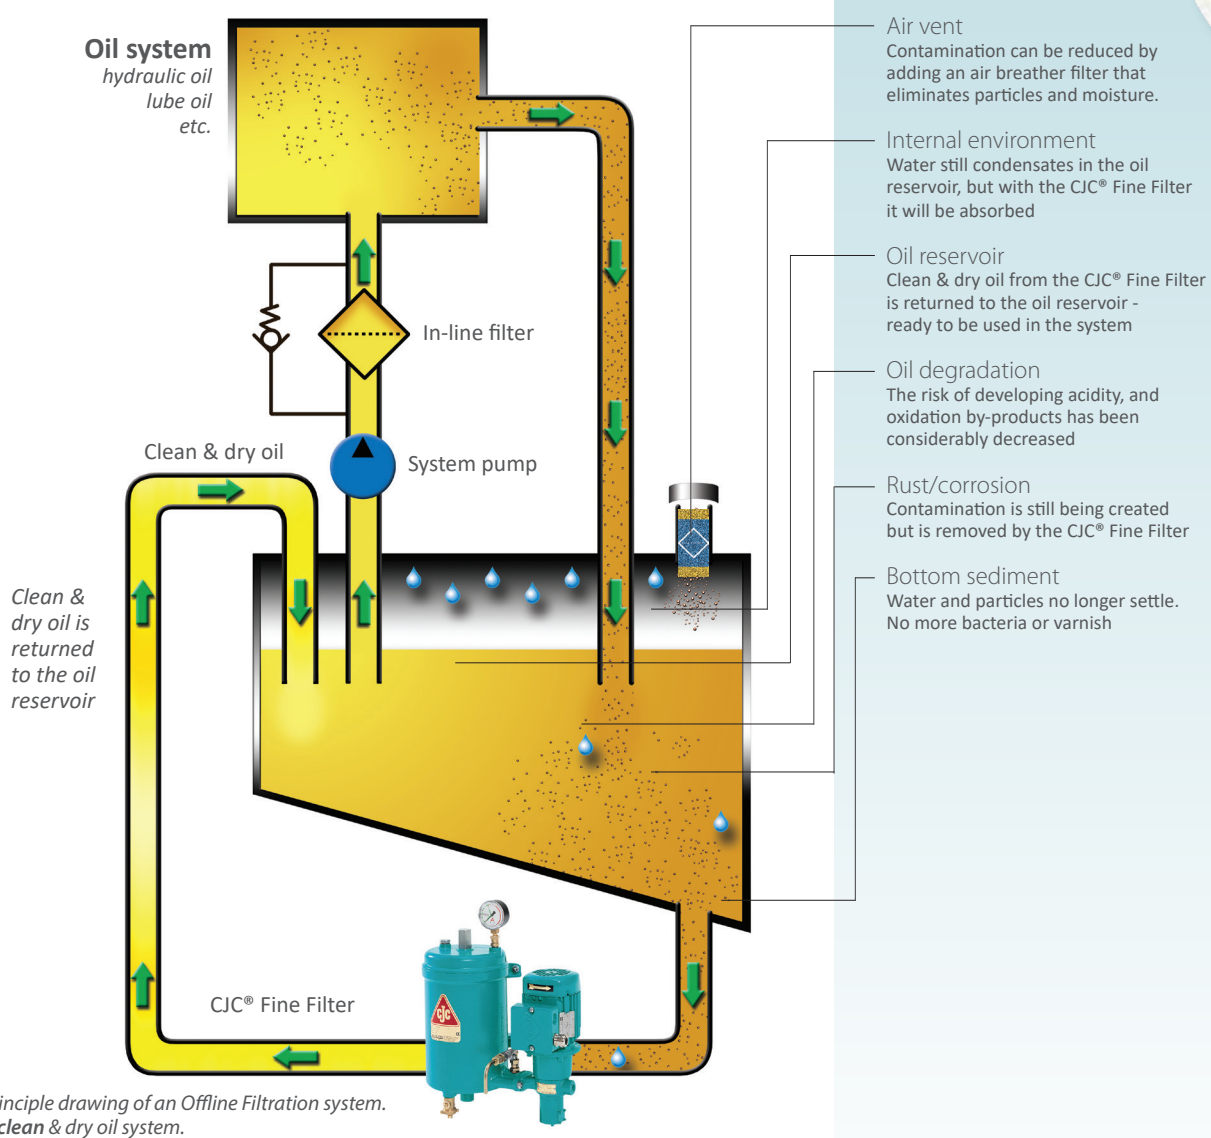 Oil system
hydraulic oil
lube oil
etc.
In-line filter
Clean & dry oil
System pump
Clean &
dry oil is
returned
to the oil
reservoir
CJC® Fine Filter
CJC
inciple drawing of an Offline Filtration system.
clean & dry oil system.
Air vent
Contamination can be reduced by
adding an air breather filter that
eliminates particles and moisture.
Internal environment
Water still condensates in the oil
reservoir, but with the CJC® Fine Filter
it will be absorbed
Oil reservoir
Clean & dry oil from the CJC® Fine Filter
is returned to the oil reservoir -
ready to be used in the system
Oil degradation
The risk of developing acidity, and
oxidation by-products has been
considerably decreased
Rust/corrosion
Contamination is still being created
but is removed by the CJC® Fine Filter
Bottom sediment
Water and particles no longer settle.
No more bacteria or varnish